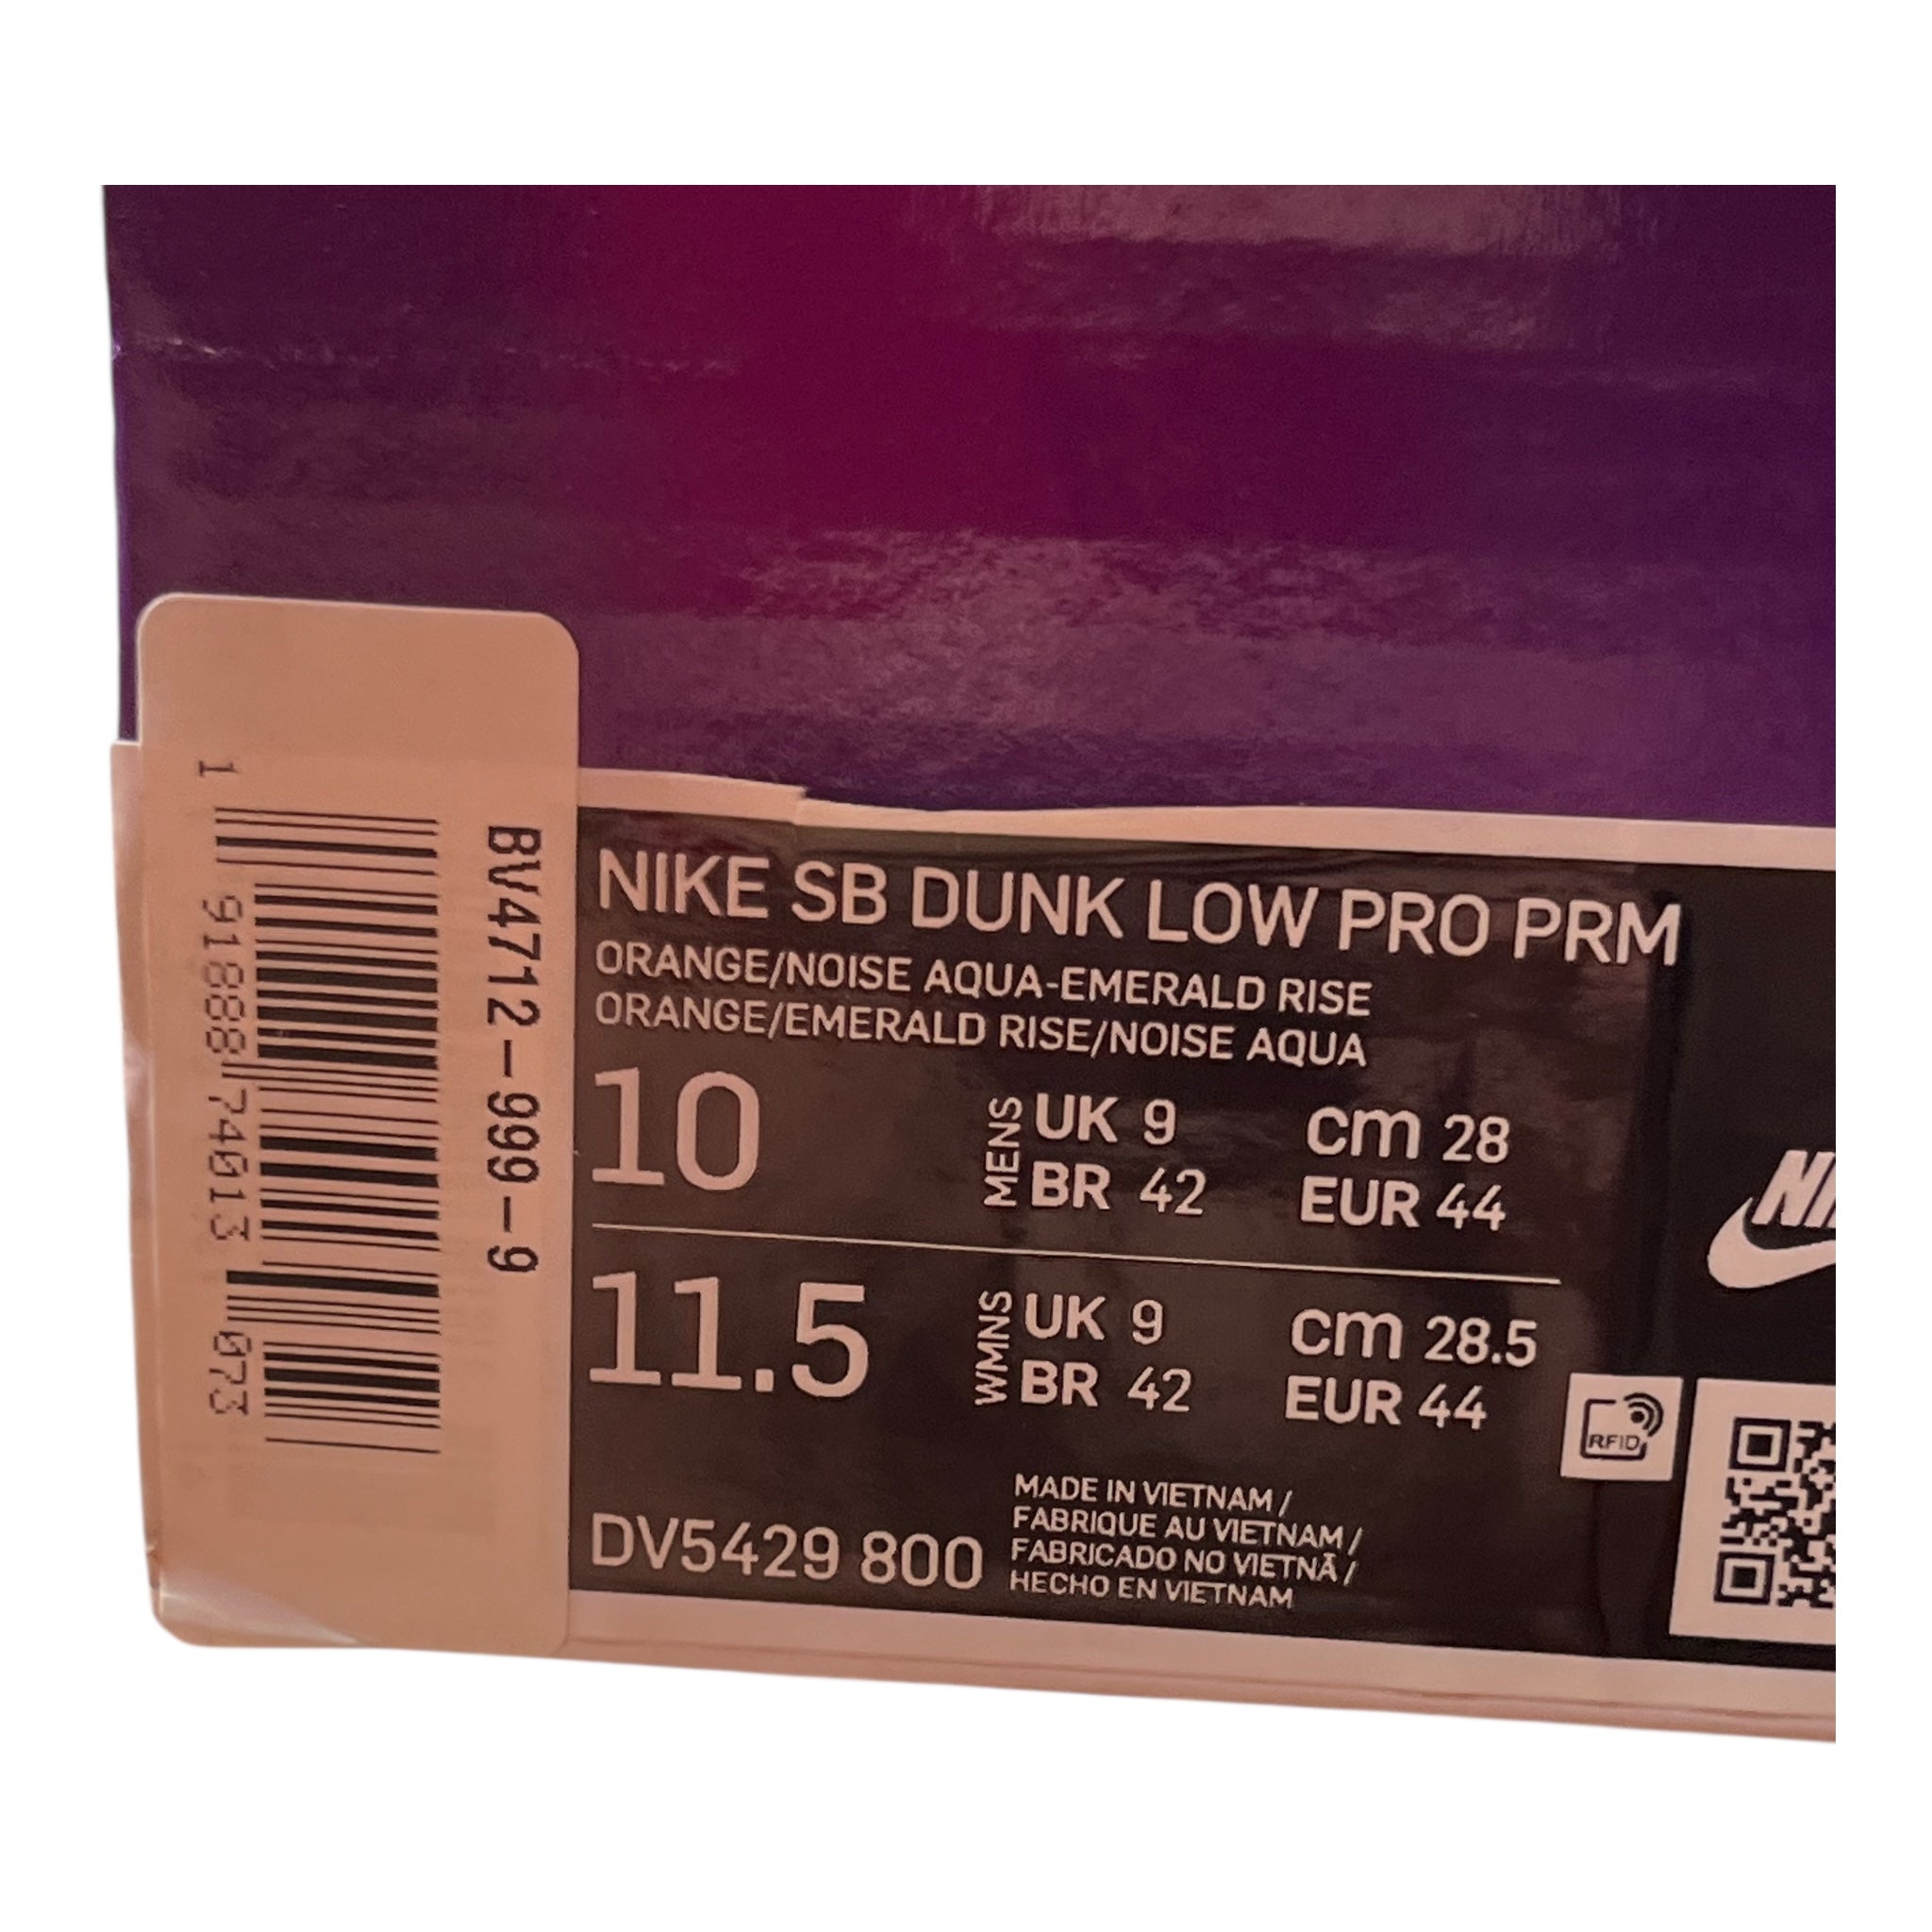 BV4712-999-9
1 91888 74013 073
NIKE SB DUNK LOW PRO PRM
ORANGE/NOISE AQUA-EMERALD RISE
ORANGE/EMERALD RISE/NOISE AQUA
10 MENS UK 9 cm 28
BR 42 EUR 44
11.5 WMNS UK 9 cm 28.5
BR 42 EUR 44
RFID
DV5429 800
MADE IN VIETNAM /
FABRIQUE AU VIETNAM /
FABRICADO NO VIETNÃ /
HECHO EN VIETNAM